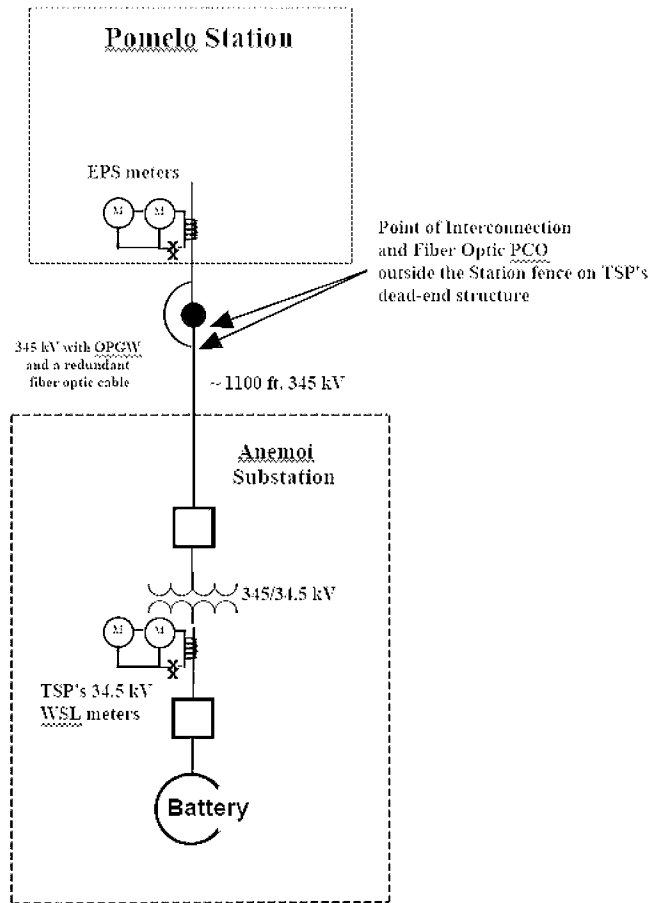 Pomelo Station
EPS meters
M M
Point of Interconnection
and Fiber Optic PCO
outside the Station fence on TSP's
dead-end structure
345 kV with OPGW
and a redundant
fiber optic cable
~ 1100 ft. 345 kV
Anemoi
Substation
345/34.5 kV
M M
TSP's 34.5 kV
WSL meters
Battery